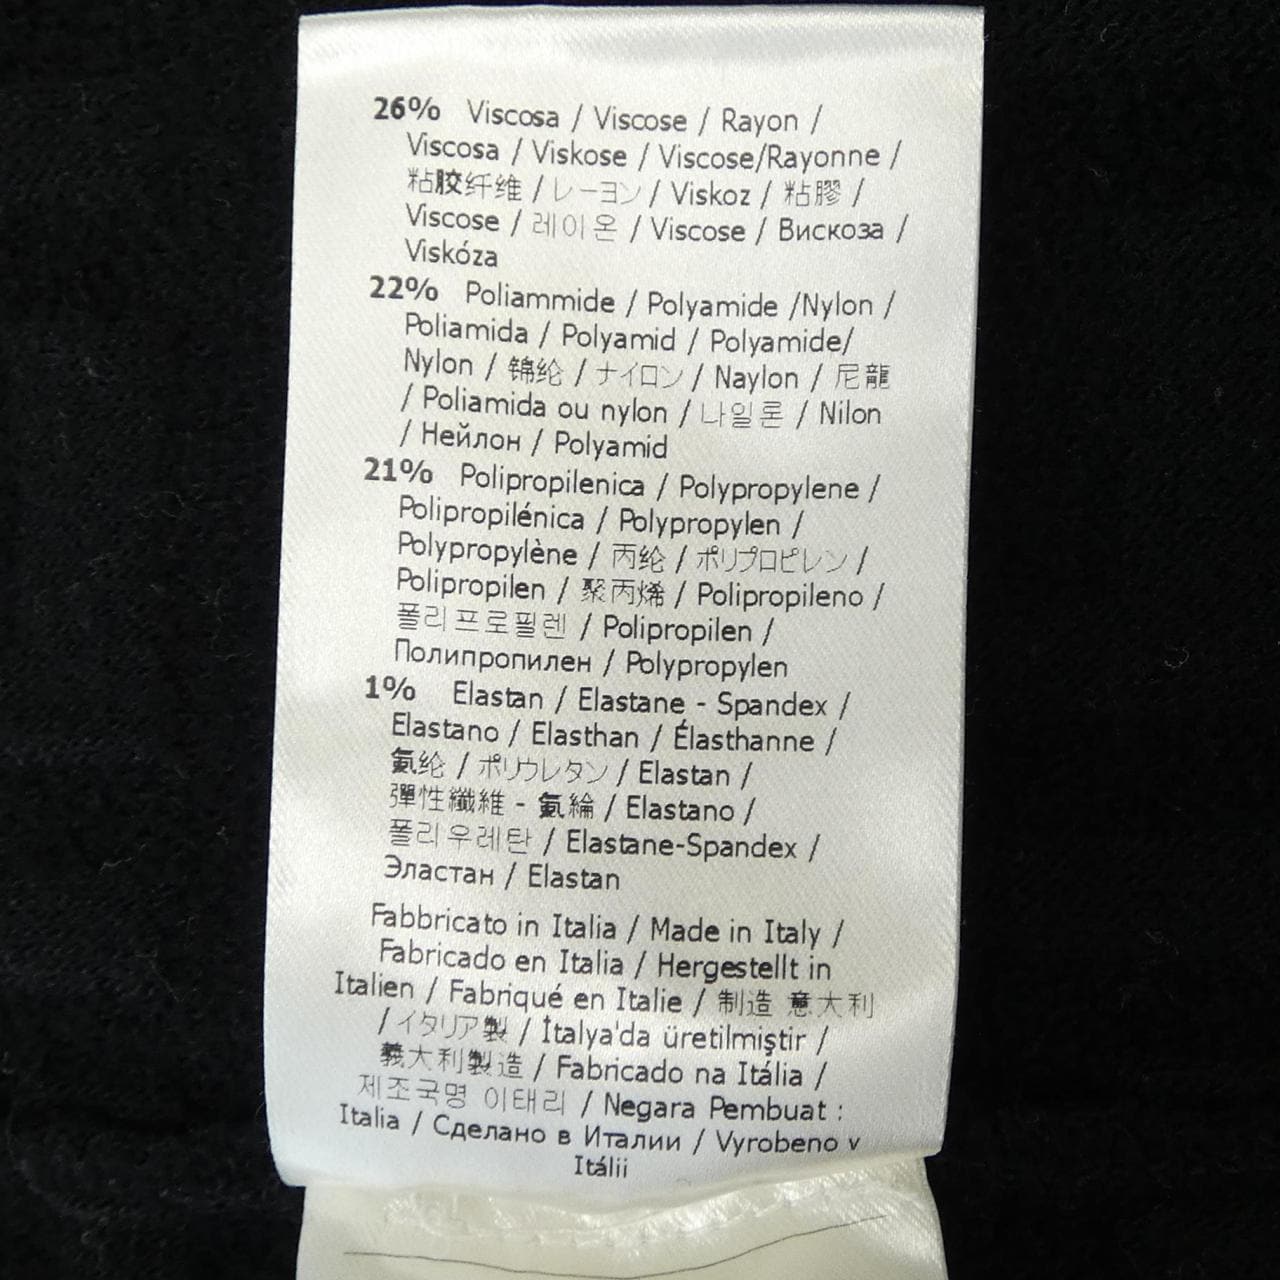 26% Viscosa / Viscose / Rayon /
Viscosa / Viskose / Viscose/Rayonne /
粘胶纤维 / レーヨン / Viskoz / 粘膠 /
Viscose / 레이온 / Viscose / Вискоза /
Viskóza
22% Poliammide / Polyamide /Nylon /
Poliamida / Polyamid / Polyamide/
Nylon / 锦纶 / ナイロン / Naylon / 尼龍
/ Poliamida ou nylon / 나일론 / Nilon
/ Нейлон / Polyamid
21% Polipropilenica / Polypropylene /
Polipropilénica / Polypropylen /
Polypropylène / 丙纶 / ポリプロピレン /
Polipropilen / 聚丙烯 / Polipropileno /
폴리프로필렌 / Polipropilen /
Полипропилен / Polypropylen
1% Elastan / Elastane - Spandex /
Elastano / Elasthan / Élasthanne /
氨纶 / ポリウレタン / Elastan /
彈性纖維 - 氨綸 / Elastano /
폴리우레탄 / Elastane-Spandex /
Эластан / Elastan
Fabbricato in Italia / Made in Italy /
Fabricado en Italia / Hergestellt in
Italien / Fabriqué en Italie / 制造 意大利
/ イタリア製 / İtalya'da üretilmiştir /
義大利製造 / Fabricado na Itália /
제조국명 이태리 / Negara Pembuat :
Italia / Сделано в Италии / Vyrobeno v
Itálii